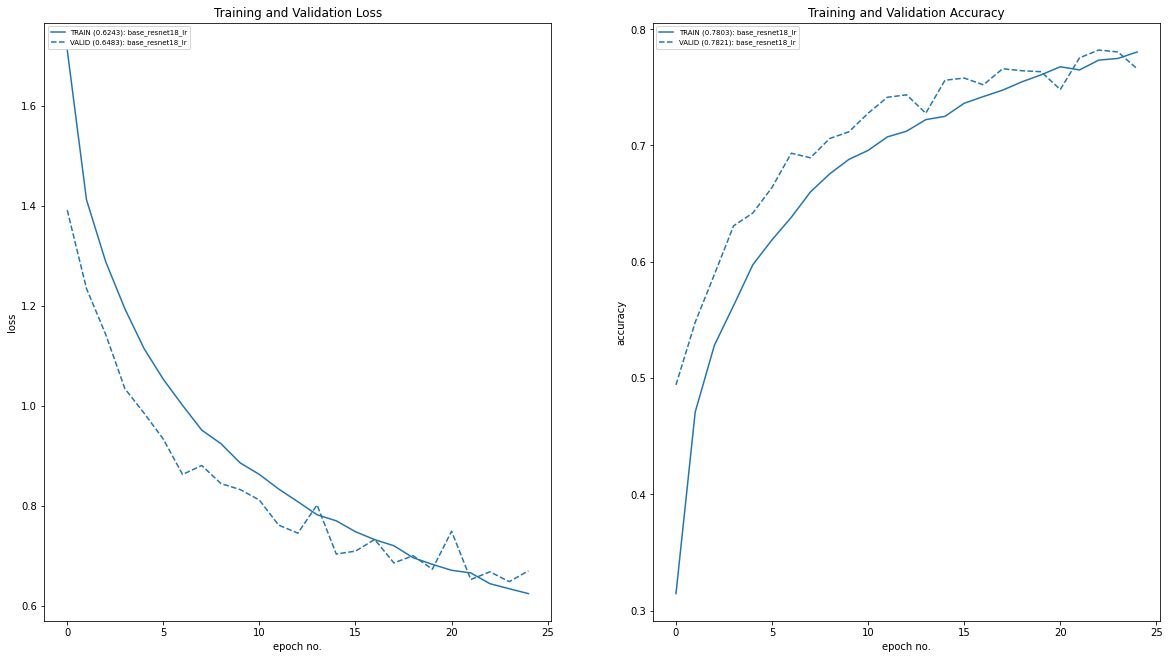 Training and Validation Loss
TRAIN (0.6243): base_resnet18_lr
VALID (0.6483): base_resnet18_lr
1.6
1.4
1.2
1.0
0.8
0.6
loss
0
5
10
15
20
25
epoch no.
Training and Validation Accuracy
TRAIN (0.7803): base_resnet18_lr
VALID (0.7821): base_resnet18_lr
0.8
0.7
0.6
0.5
0.4
0.3
accuracy
0
5
10
15
20
25
epoch no.